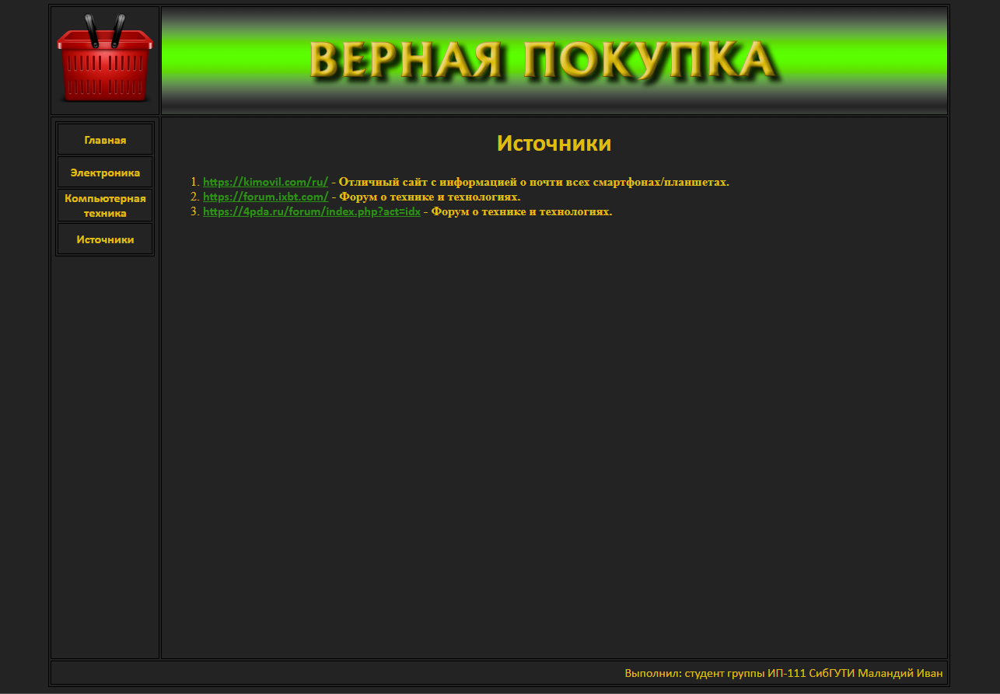 ВЕРНАЯ ПОКУПКА
Главная
Электроника
Компьютерная
техника
Источники
Источники
1. https://kimovil.com/ru/ - Отличный сайт с информацией о почти всех смартфонах/планшетах.
2. https://forum.ixbt.com/ - Форум о технике и технологиях.
3. https://4pda.ru/forum/index.php?act=idx - Форум о технике и технологиях.
Выполнил: студент группы ИП-111 СибГУТИ Маландий Иван